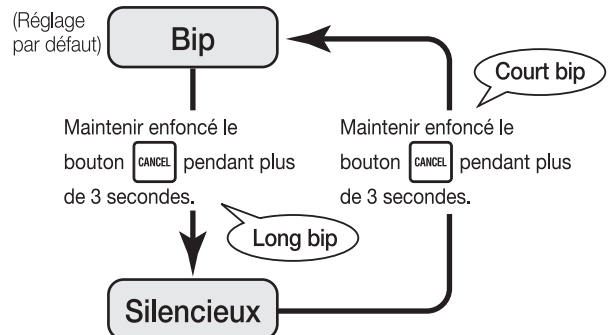 (Réglage
par défaut)
Bip
Court bip
Maintenir enfoncé le
bouton CANCEL pendant plus
de 3 secondes.
Maintenir enfoncé le
bouton CANCEL pendant plus
de 3 secondes.
Long bip
Silencieux